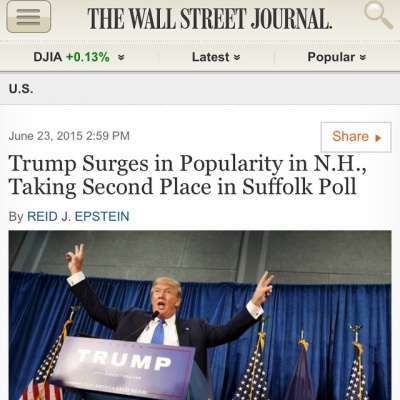 THE WALL STREET JOURNAL.
DJIA +0.13%
Latest
Popular
U.S.
June 23, 2015 2:59 PM
Share
Trump Surges in Popularity in N.H.,
Taking Second Place in Suffolk Poll
By REID J. EPSTEIN
TRUMP